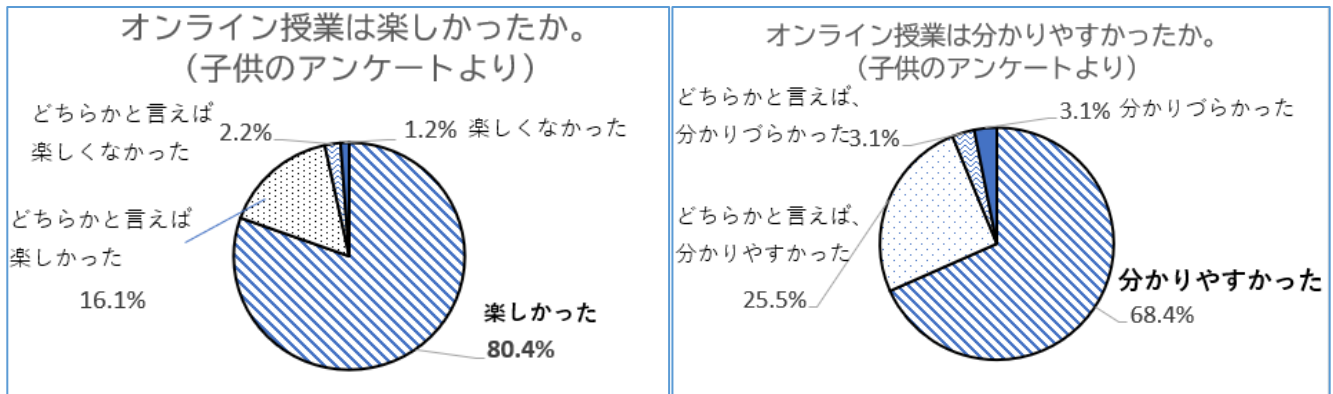 オンライン授業は楽しかったか。
（子供のアンケートより）
どちらかと言えば
楽しくなかった
2.2%
1.2% 楽しくなかった
どちらかと言えば
楽しかった
16.1%
楽しかった
80.4%
オンライン授業は分かりやすかったか。
（子供のアンケートより）
どちらかと言えば、
分かりづらかった
3.1%
3.1% 分かりづらかった
どちらかと言えば、
分かりやすかった
25.5%
分かりやすかった
68.4%